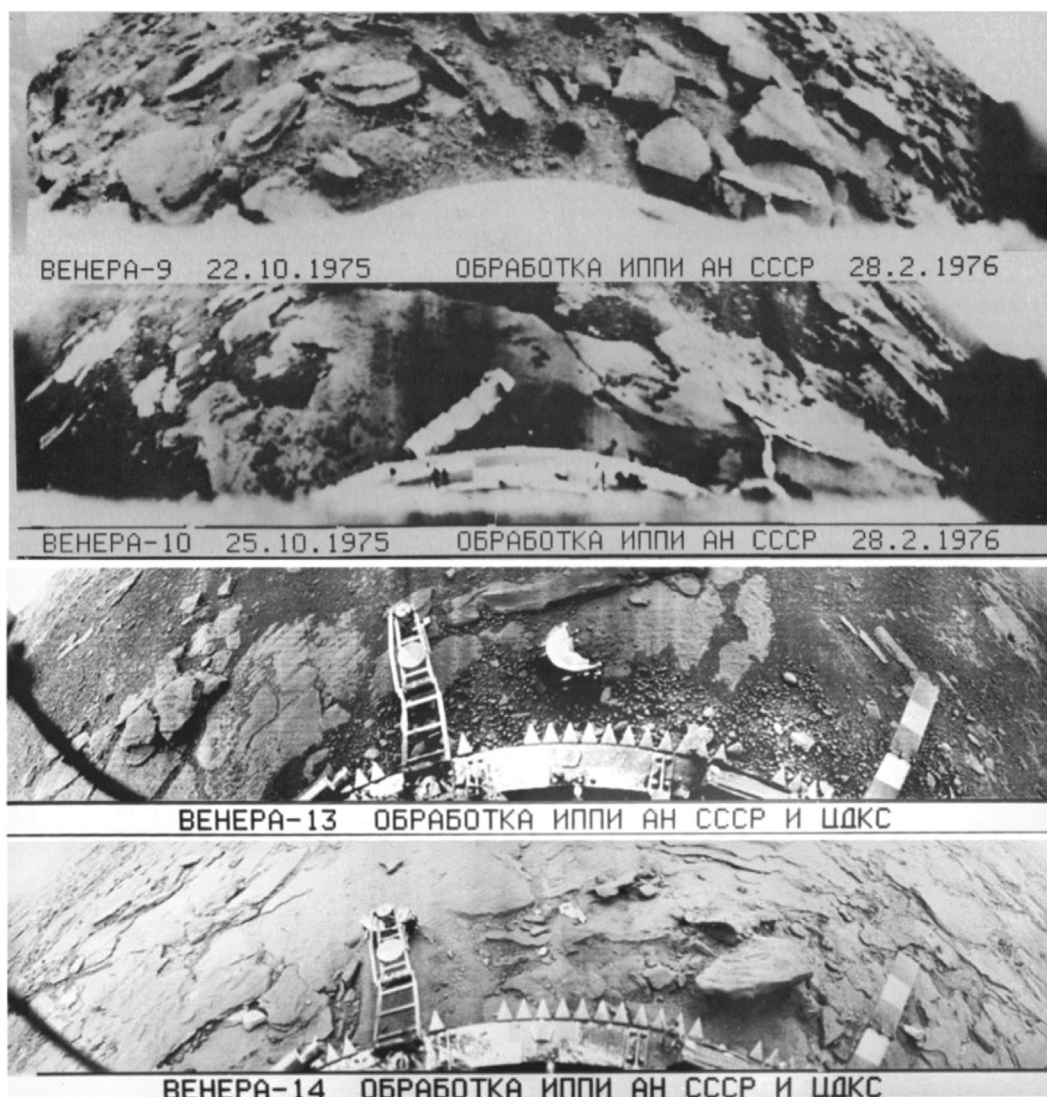 ВЕНЕРА-9 22.10.1975 ОБРАБОТКА ИППИ АН СССР 28.2.1976
ВЕНЕРА-10 25.10.1975 ОБРАБОТКА ИППИ АН СССР 28.2.1976
ВЕНЕРА-13 ОБРАБОТКА ИППИ АН СССР И ЦДКС
ВЕНЕРА-14 ОБРАБОТКА ИППИ АН СССР И ЦДКС